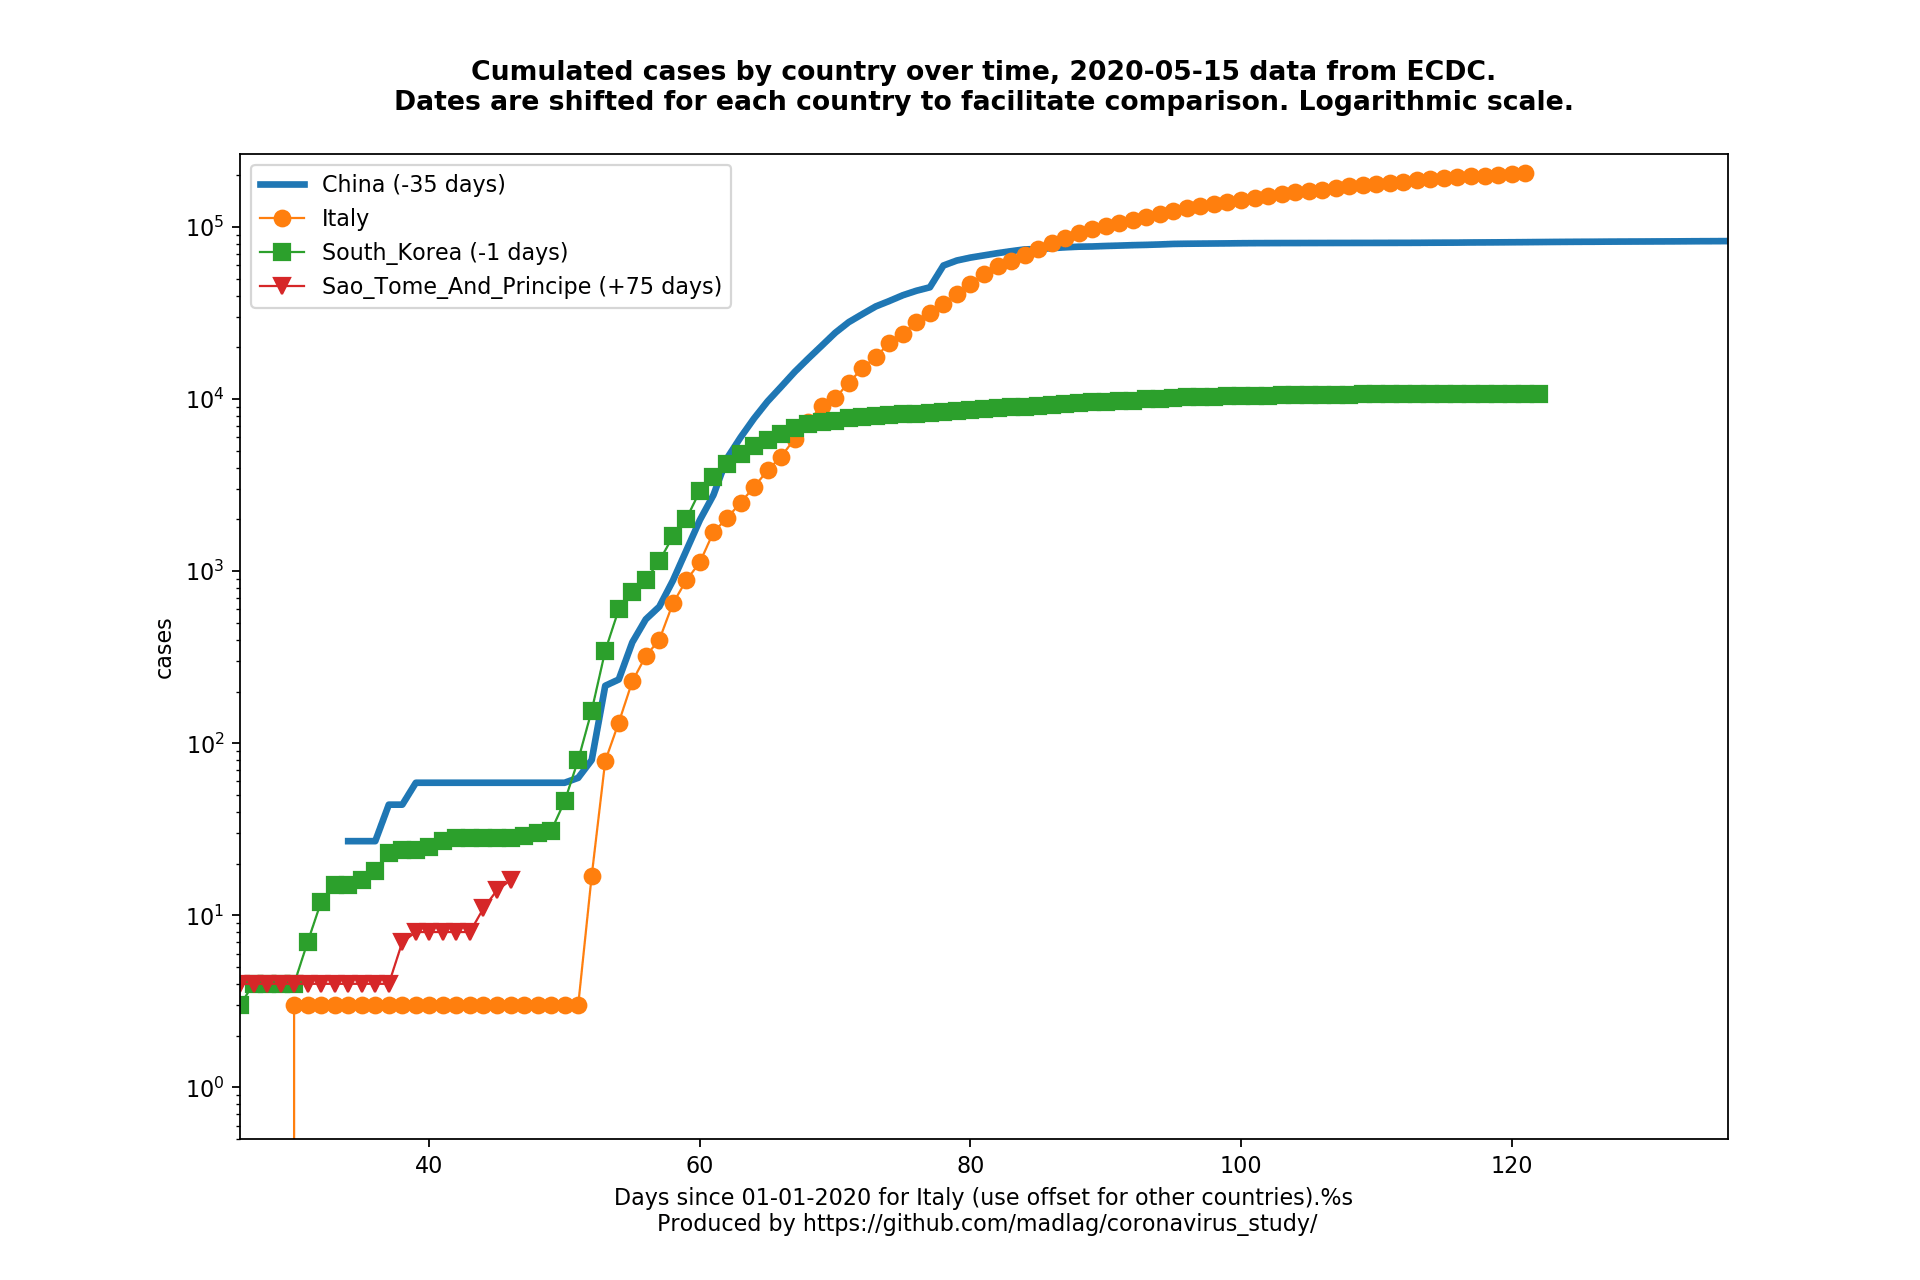 Cumulated cases by country over time, 2020-05-15 data from ECDC.
Dates are shifted for each country to facilitate comparison. Logarithmic scale.
China (-35 days)
Italy
South_Korea (-1 days)
Sao_Tome_And_Principe (+75 days)
10^5
10^4
10^3
10^2
10^1
10^0
cases
40 60 80 100 120
Days since 01-01-2020 for Italy (use offset for other countries).%s
Produced by https://github.com/madlag/coronavirus_study/